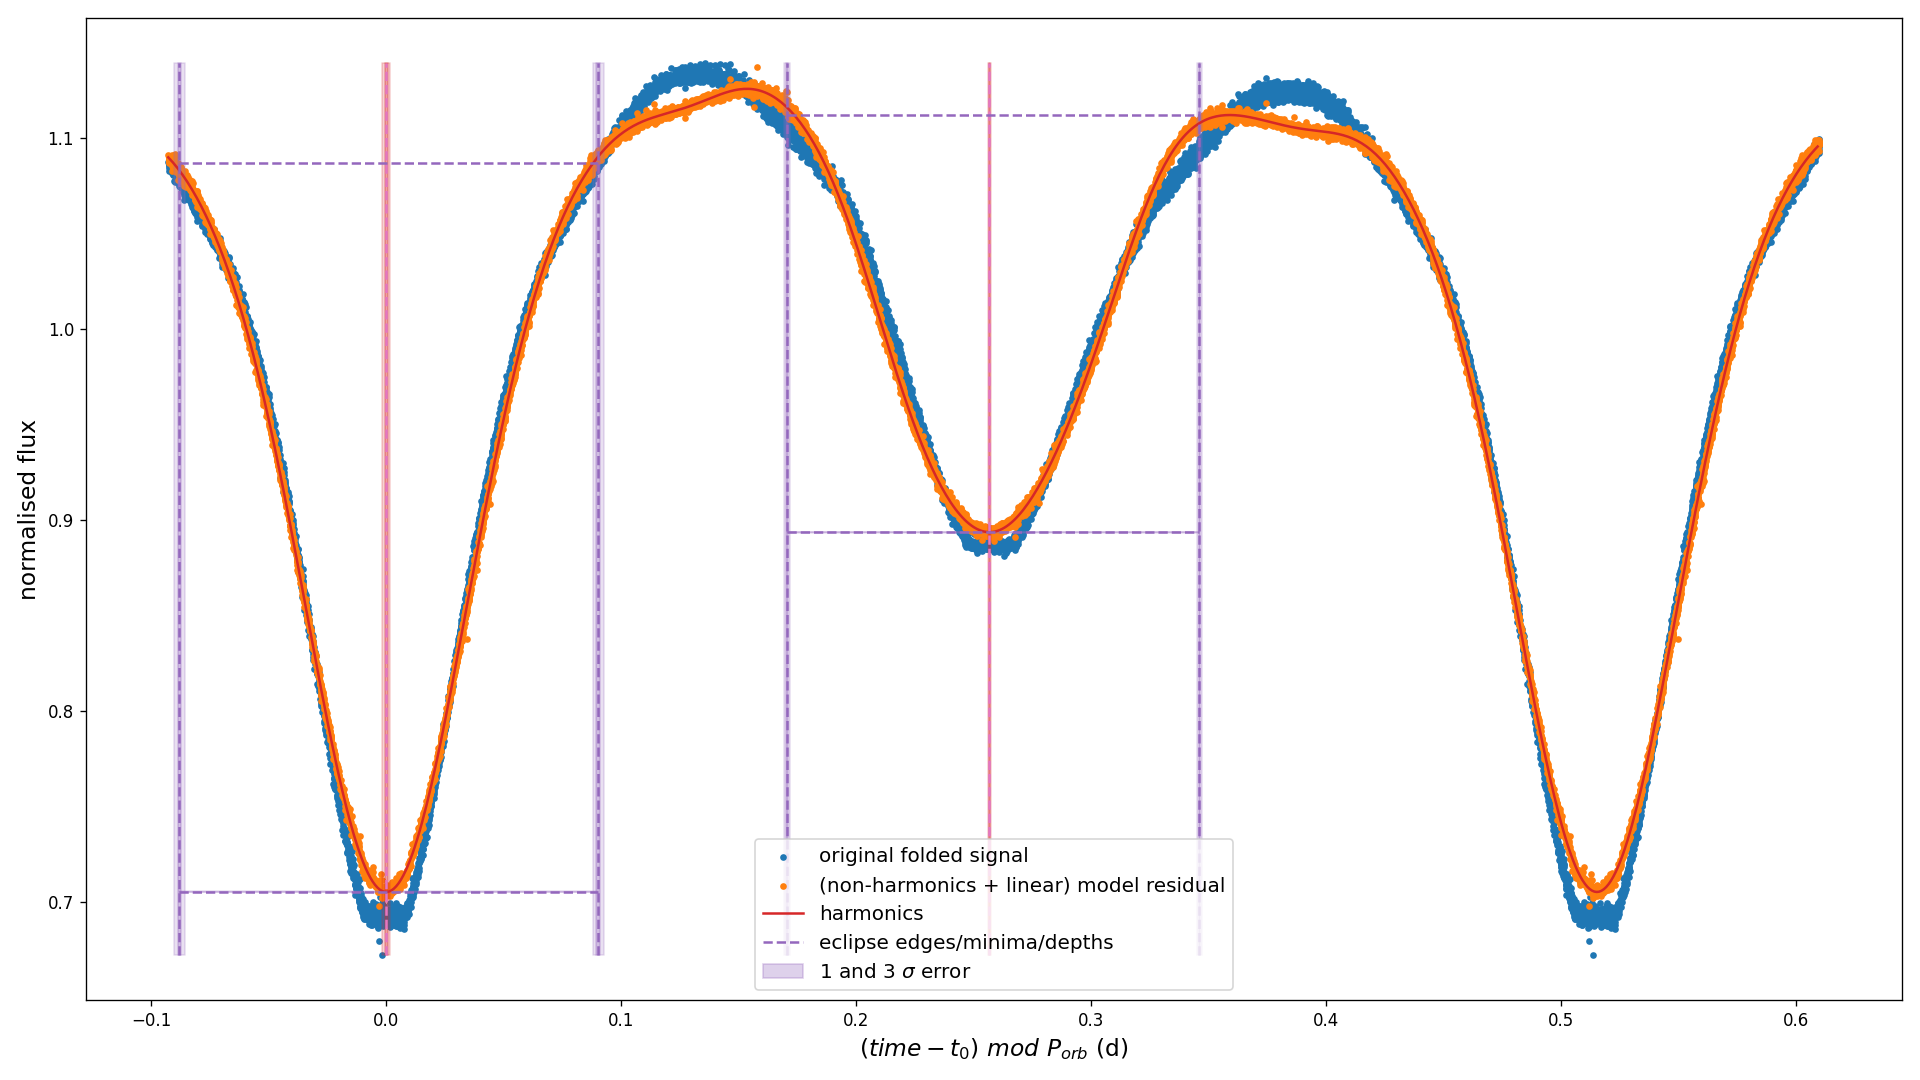 normalised flux
1.1
1.0
0.9
0.8
0.7
original folded signal
(non-harmonics + linear) model residual
harmonics
eclipse edges/minima/depths
1 and 3 σ error
−0.1 0.0 0.1 0.2 0.3 0.4 0.5 0.6
(time − t₀) mod Pₒᵣb (d)